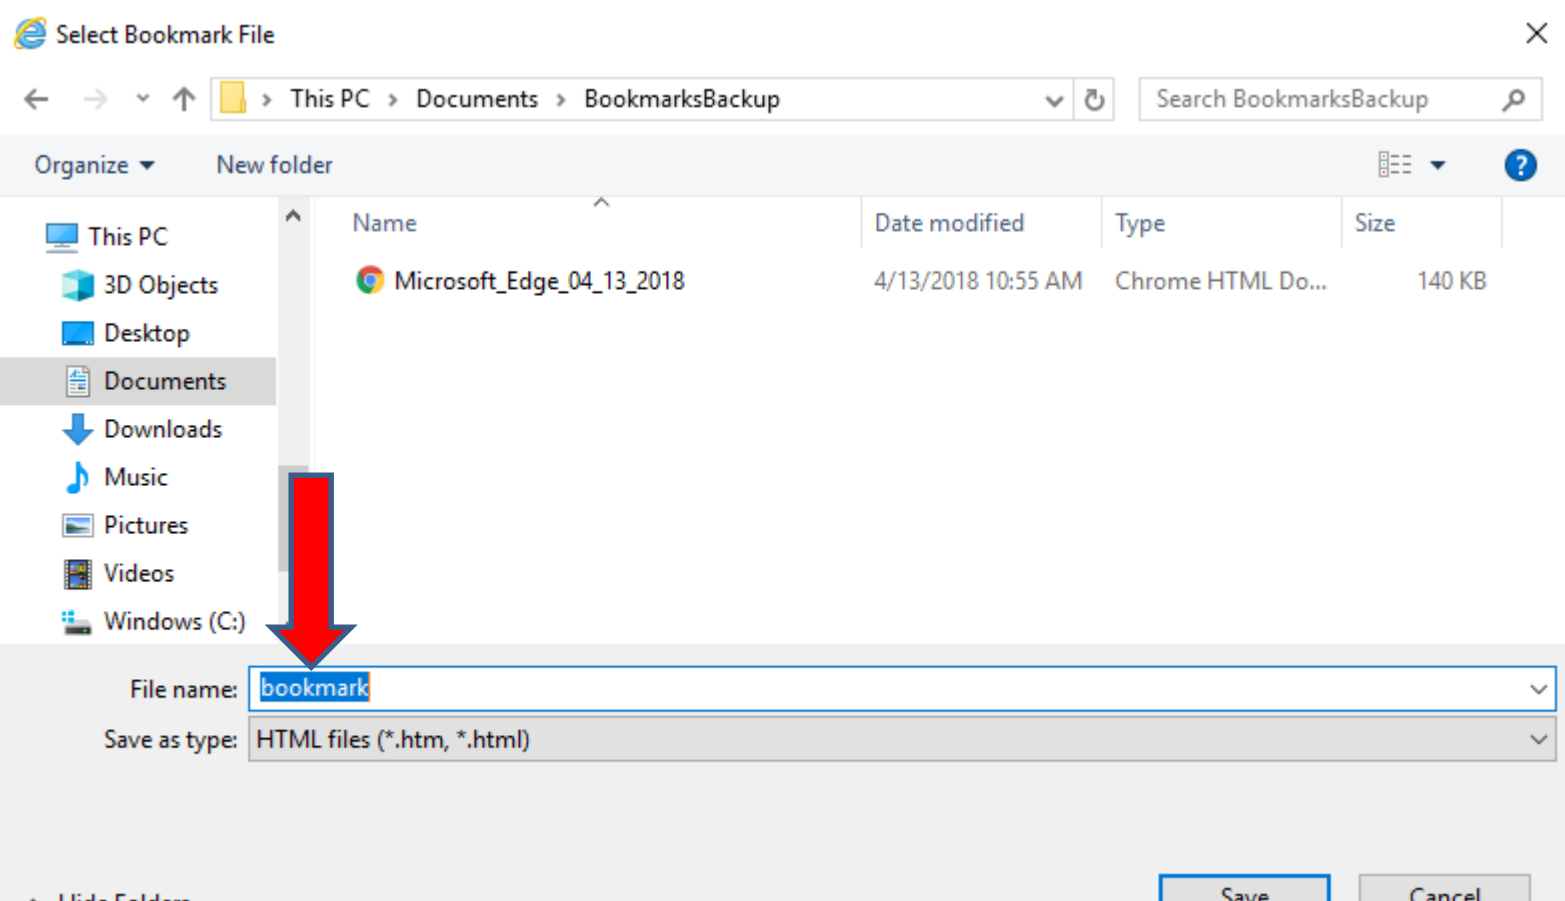 Select Bookmark File
This PC > Documents > BookmarksBackup
Search BookmarksBackup
Organize
New folder
Name
Date modified
Type
Size
Microsoft_Edge_04_13_2018
4/13/2018 10:55 AM
Chrome HTML Do...
140 KB
This PC
3D Objects
Desktop
Documents
Downloads
Music
Pictures
Videos
Windows (C:)
File name: bookmark
Save as type: HTML files (*.htm, *.html)
Hide Folders
Save
Cancel